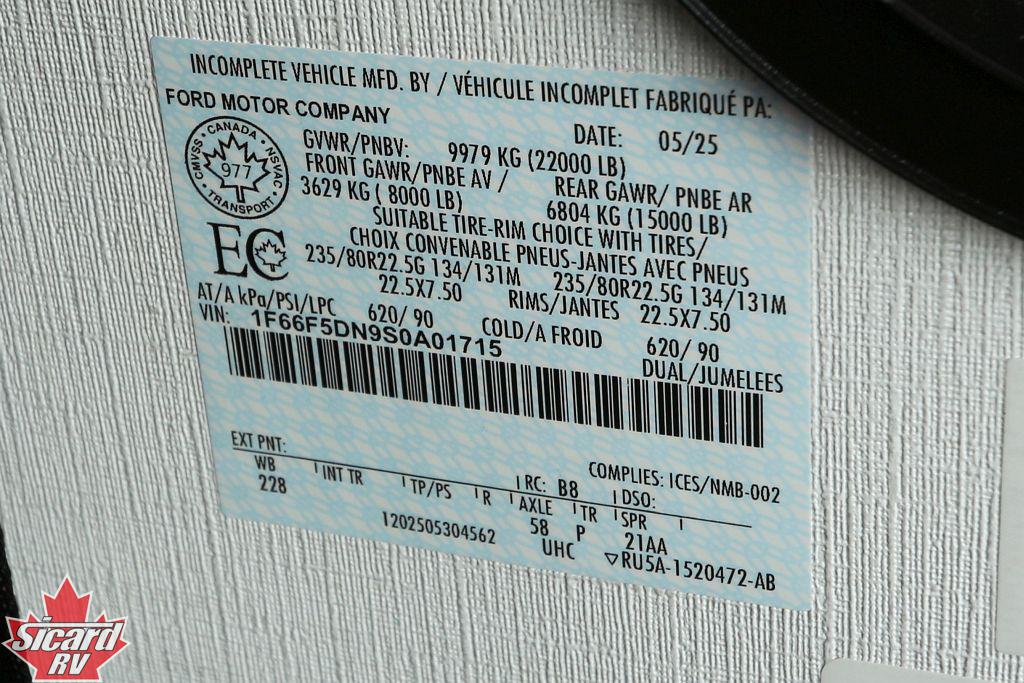 INCOMPLETE VEHICLE MFD. BY / VÉHICULE INCOMPLET FABRIQUÉ PA:
FORD MOTOR COMPANY
DATE: 05/25
CANADA
CMVSS • NSVAC
977
TRANSPORT
GVWR/PNBV: 9979 KG (22000 LB)
FRONT GAWR/PNBE AV / REAR GAWR/ PNBE AR
3629 KG ( 8000 LB) 6804 KG (15000 LB)
SUITABLE TIRE-RIM CHOICE WITH TIRES/
CHOIX CONVENABLE PNEUS-JANTES AVEC PNEUS
EC
235/80R22.5G 134/131M 235/80R22.5G 134/131M
22.5X7.50 RIMS/JANTES 22.5X7.50
AT/A kPa/PSI/LPC 620/ 90 COLD/A FROID 620/ 90
VIN: 1F66F5DN9S0A01715 DUAL/JUMELEES
COMPLIES: ICES/NMB-002
EXT PNT: RC: B8 DSO:
WB INT TR TP/PS R AXLE TR SPR
228 58 P 21AA
1202505304562 UHC ▽RU5A-1520472-AB
Sicard
RV